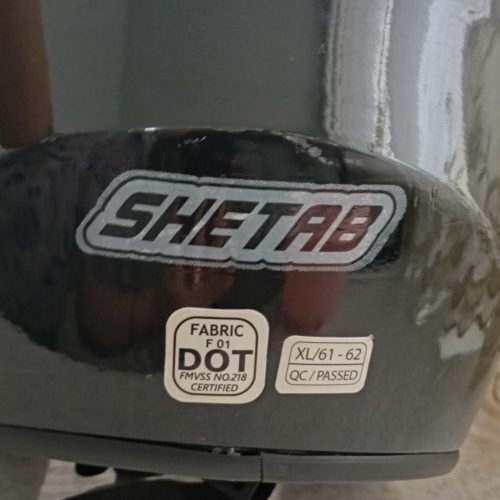 SHETAB
FABRIC
F 01
DOT
FMVSS NO.218
CERTIFIED
XL/61 - 62
QC / PASSED